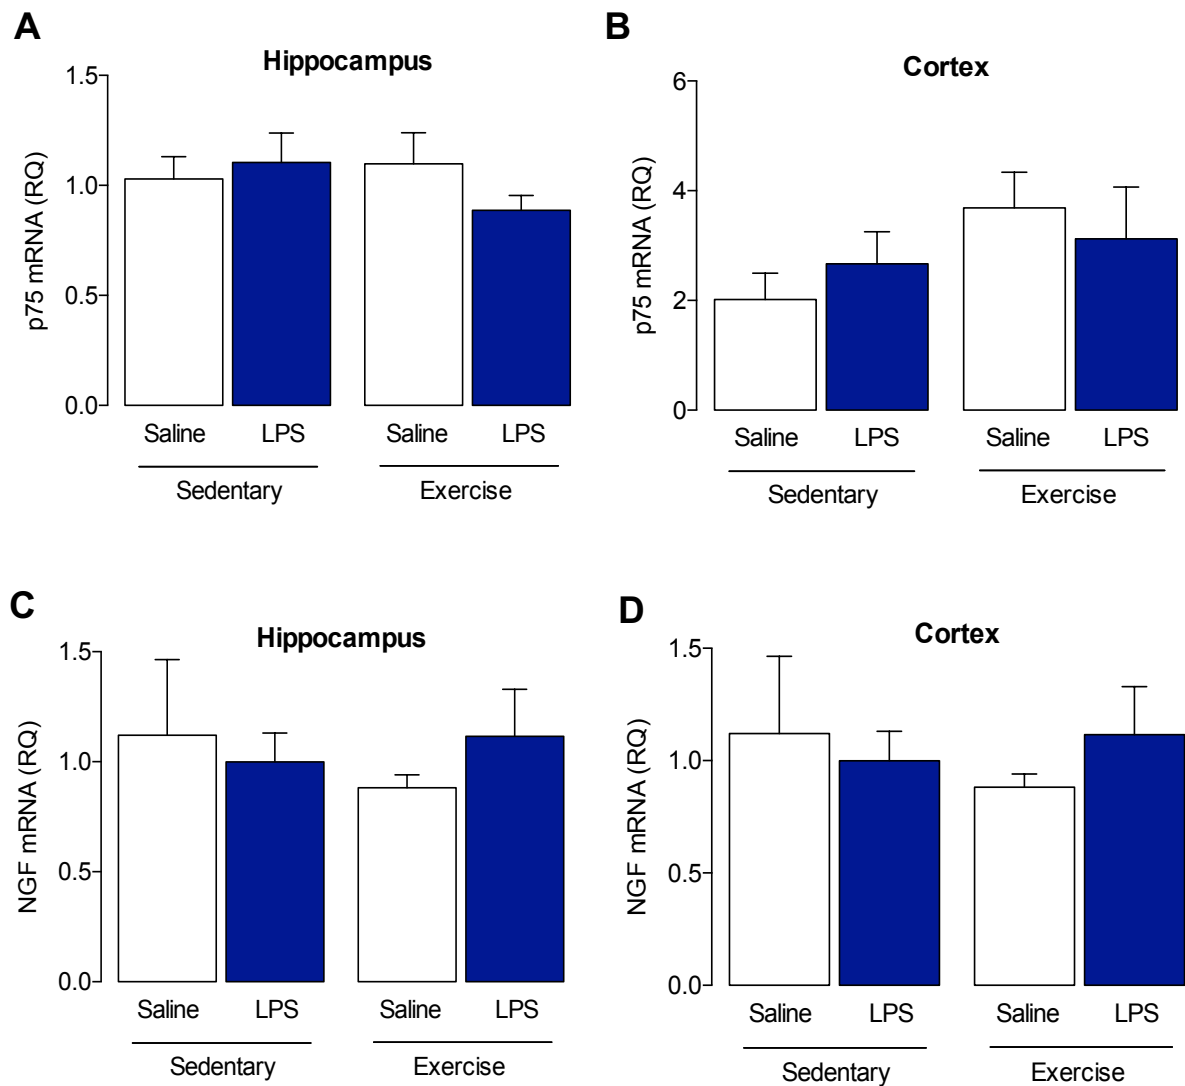 A
Hippocampus
p75 mRNA (RQ)
1.5
1.0
0.5
0.0
Saline LPS Saline LPS
Sedentary Exercise
B
Cortex
p75 mRNA (RQ)
6
4
2
0
Saline LPS Saline LPS
Sedentary Exercise
C
Hippocampus
NGF mRNA (RQ)
1.5
1.0
0.5
0.0
Saline LPS Saline LPS
Sedentary Exercise
D
Cortex
NGF mRNA (RQ)
1.5
1.0
0.5
0.0
Saline LPS Saline LPS
Sedentary Exercise